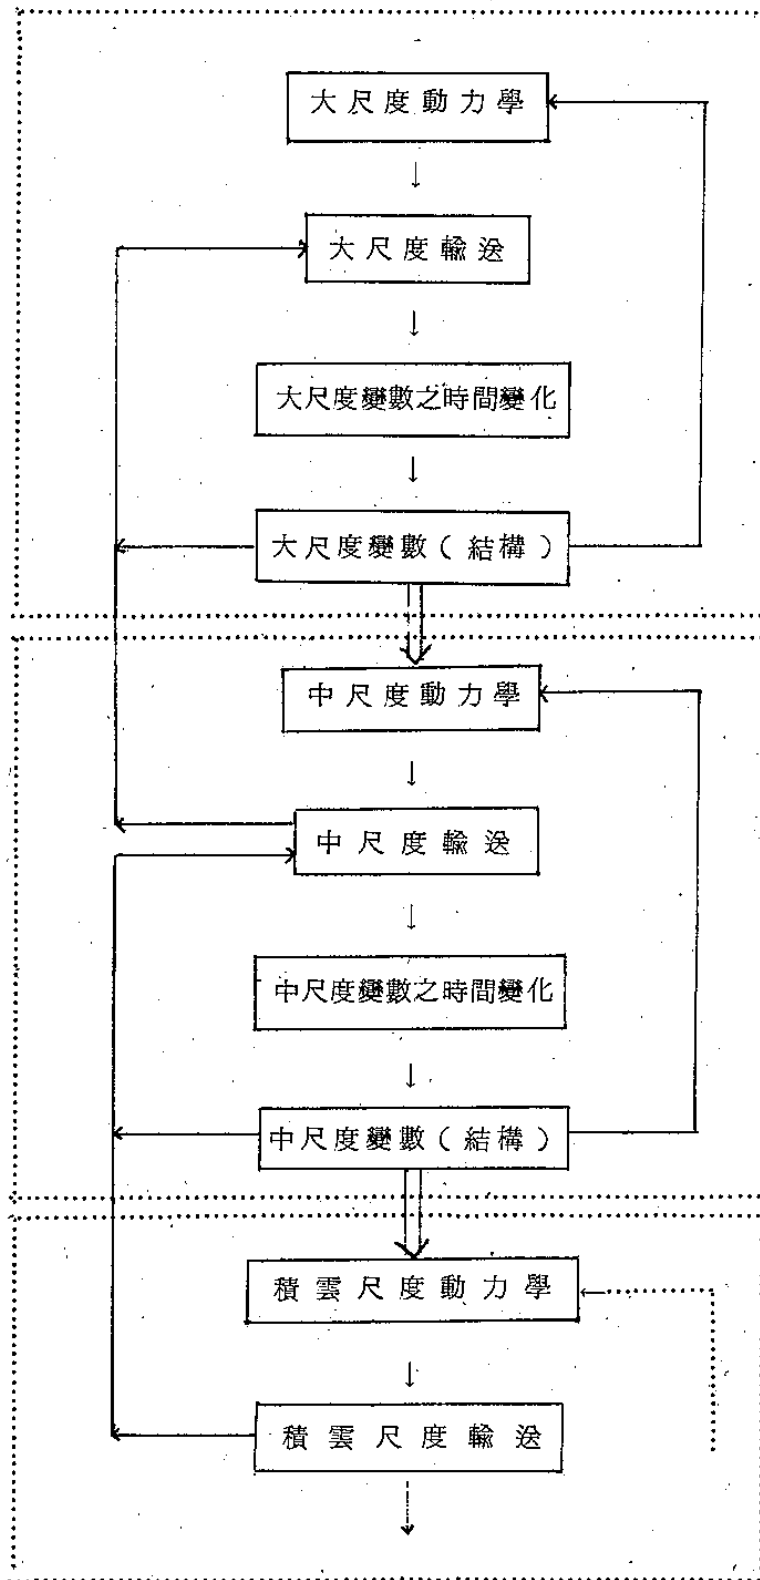 大尺度動力學
大尺度輸送
大尺度變數之時間變化
大尺度變數(結構)
中尺度動力學
中尺度輸送
中尺度變數之時間變化
中尺度變數(結構)
積雲尺度動力學
積雲尺度輸送